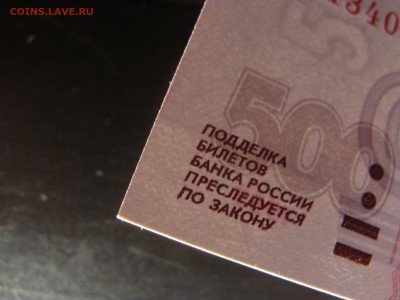 COINS.LAVE.RU
500
ПОДДЕЛКА
БИЛЕТОВ
БАНКА РОССИИ
ПРЕСЛЕДУЕТСЯ
ПО ЗАКОНУ